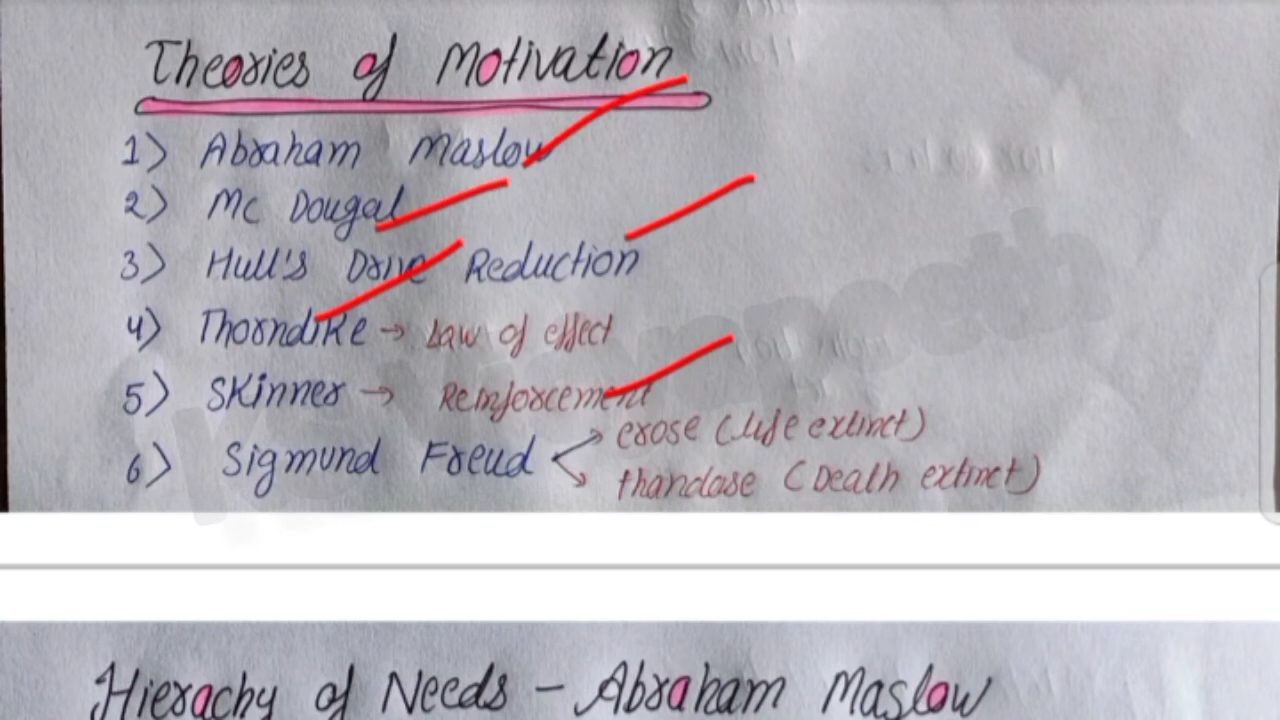 Theories of Motivation
1) Abraham Maslow
2) Mc Dougal
3) Hull's Drive Reduction
4) Thorndike → Law of effect
5) Skinner → Reinforcement
6) Sigmund Freud
erose (life extinct)
thandase (Death extinct)
Hierachy of Needs - Abraham Maslow